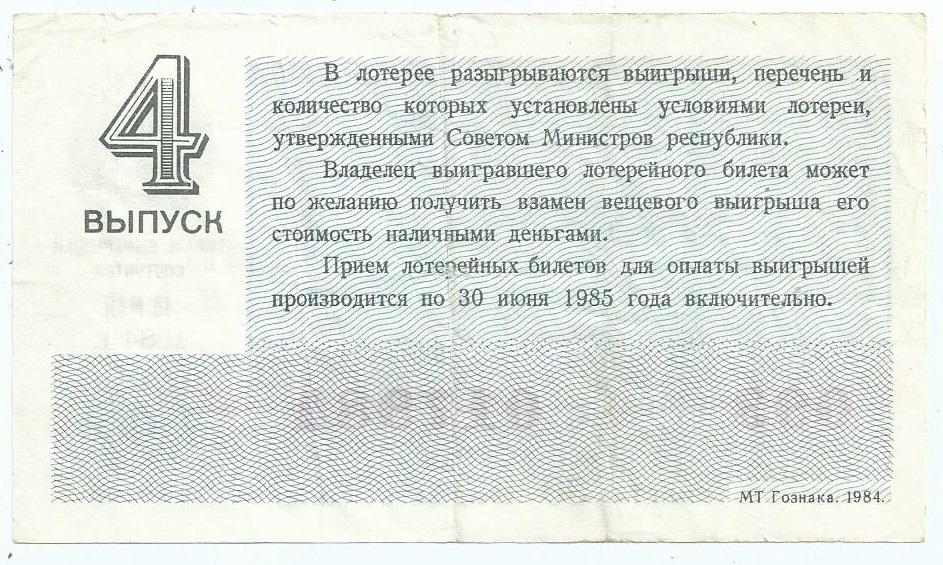 4
ВЫПУСК
В лотерее разыгрываются выигрыши, перечень и
количество которых установлены условиями лотереи,
утвержденными Советом Министров республики.
Владелец выигравшего лотерейного билета может
по желанию получить взамен вещевого выигрыша его
стоимость наличными деньгами.
Прием лотерейных билетов для оплаты выигрышей
производится по 30 июня 1985 года включительно.
МТ Гознака. 1984.